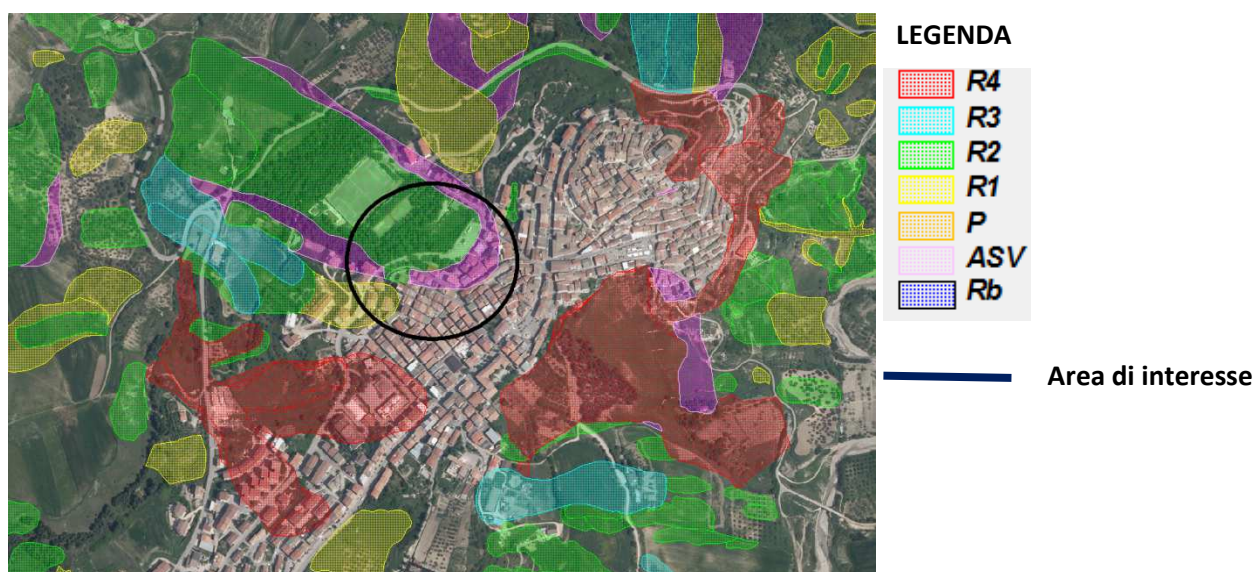 LEGENDA
R4
R3
R2
R1
P
ASV
Rb
Area di interesse